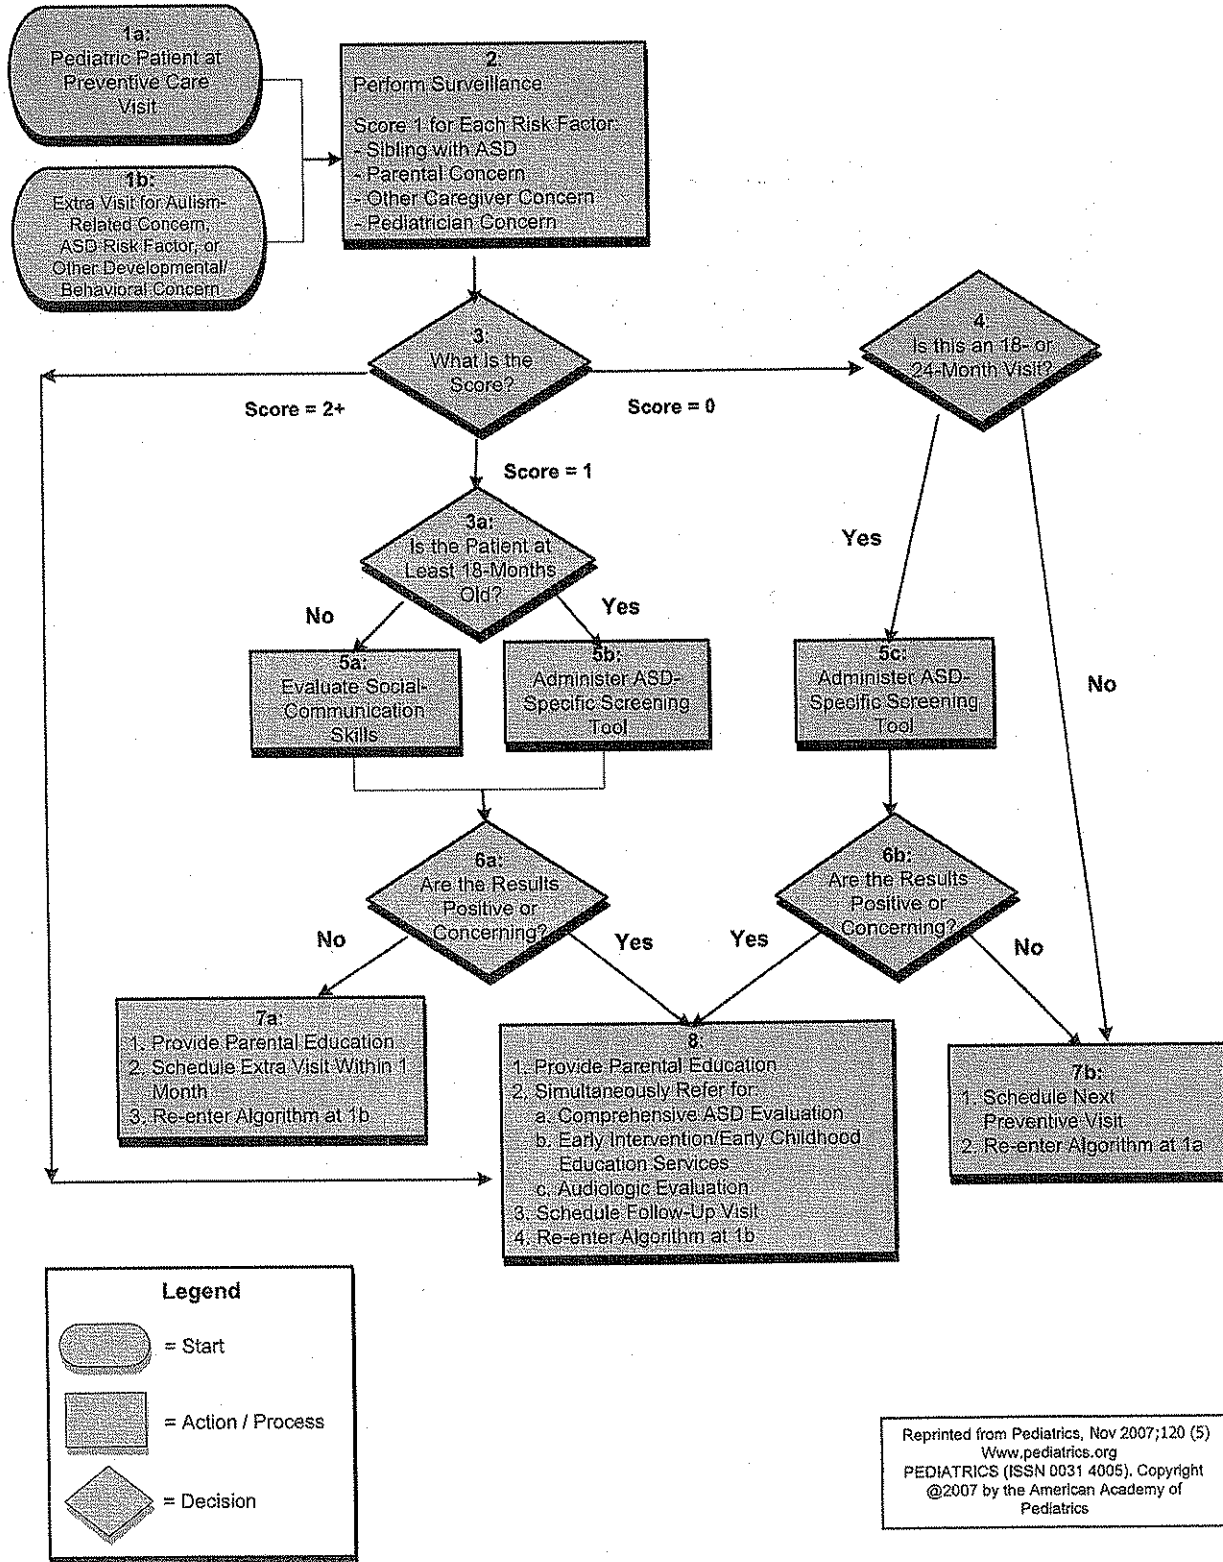 1a:
Pediatric Patient at
Preventive Care
Visit
1b:
Extra Visit for Autism-
Related Concern,
ASD Risk Factor, or
Other Developmental/
Behavioral Concern
2:
Perform Surveillance
Score 1 for Each Risk Factor:
- Sibling with ASD
- Parental Concern
- Other Caregiver Concern
- Pediatrician Concern
3:
What Is the
Score?
4:
Is this an 18- or
24-Month Visit?
Score = 2+
Score = 0
Score = 1
3a:
Is the Patient at
Least 18-Months
Old?
Yes
No
Yes
5a:
Evaluate Social-
Communication
Skills
5b:
Administer ASD-
Specific Screening
Tool
5c:
Administer ASD-
Specific Screening
Tool
No
6a:
Are the Results
Positive or
Concerning?
6b:
Are the Results
Positive or
Concerning?
No
Yes
Yes
No
7a:
1. Provide Parental Education
2. Schedule Extra Visit Within 1
Month
3. Re-enter Algorithm at 1b
8:
1. Provide Parental Education
2. Simultaneously Refer for:
a. Comprehensive ASD Evaluation
b. Early Intervention/Early Childhood
Education Services
c. Audiologic Evaluation
3. Schedule Follow-Up Visit
4. Re-enter Algorithm at 1b
7b:
1. Schedule Next
Preventive Visit
2. Re-enter Algorithm at 1a
Legend
= Start
= Action / Process
= Decision
Reprinted from Pediatrics, Nov 2007;120 (5)
Www.pediatrics.org
PEDIATRICS (ISSN 0031 4005). Copyright
@2007 by the American Academy of
Pediatrics